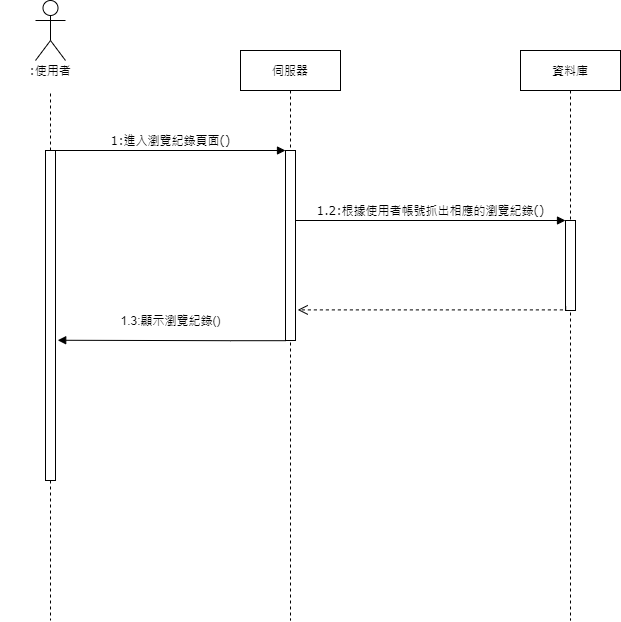 :使用者
伺服器
資料庫
1:進入瀏覽紀錄頁面()
1.2:根據使用者帳號抓出相應的瀏覽紀錄()
1.3:顯示瀏覽紀錄()